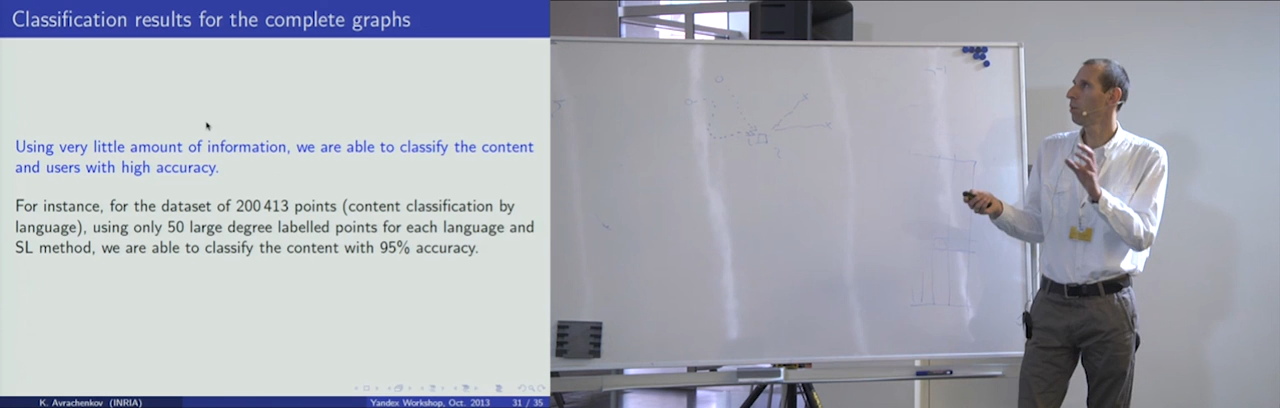 Classification results for the complete graphs
Using very little amount of information, we are able to classify the content
and users with high accuracy.
For instance, for the dataset of 200 413 points (content classification by
language), using only 50 large degree labelled points for each language and
SL method, we are able to classify the content with 95% accuracy.
K. Avrachenkov (INRIA)
Yandex Workshop, Oct. 2013
31 / 35